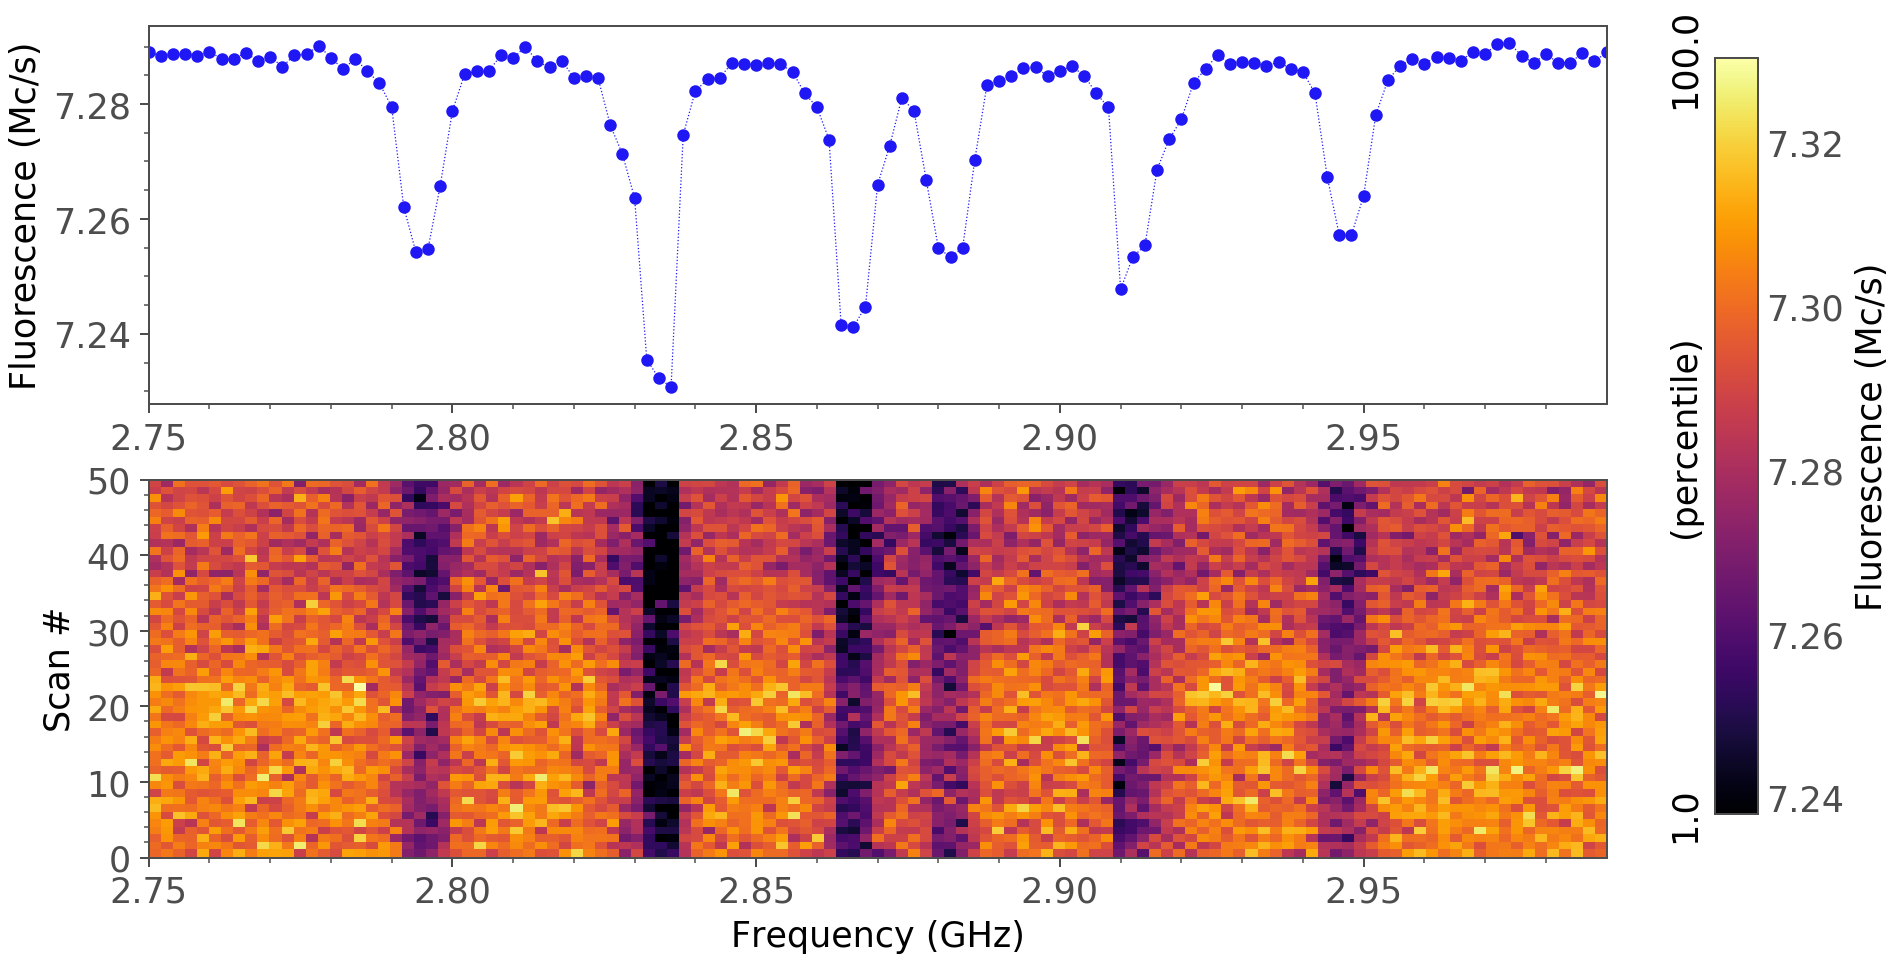 Fluorescence (Mc/s)
7.28
7.26
7.24
2.75 2.80 2.85 2.90 2.95
50
40
30
20
10
0
Scan #
2.75 2.80 2.85 2.90 2.95
Frequency (GHz)
100.0
(percentile)
1.0
7.32
7.30
7.28
7.26
7.24
Fluorescence (Mc/s)